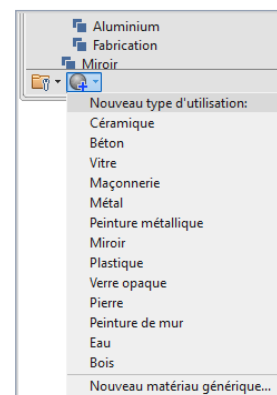 Aluminium
Fabrication
Miroir
Nouveau type d'utilisation:
Céramique
Béton
Vitre
Maçonnerie
Métal
Peinture métallique
Miroir
Plastique
Verre opaque
Pierre
Peinture de mur
Eau
Bois
Nouveau matériau générique...